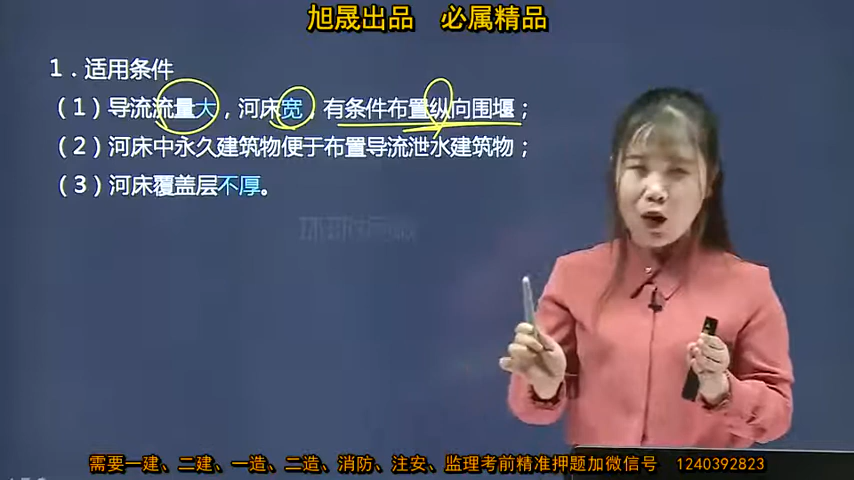 旭晟出品 必属精品
1．适用条件
（1）导流流量大，河床宽，有条件布置纵向围堰；
（2）河床中永久建筑物便于布置导流泄水建筑物；
（3）河床覆盖层不厚。
需要一建、二建、一造、二造、消防、注安、监理考前精准押题加微信号 1240392823